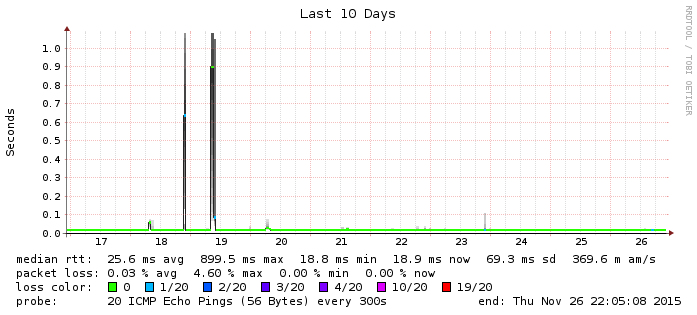 Last 10 Days
RRDTOOL / TOBI OETIKER
Seconds
1.0
0.9
0.8
0.7
0.6
0.5
0.4
0.3
0.2
0.1
0.0
17 18 19 20 21 22 23 24 25 26
median rtt: 25.6 ms avg 899.5 ms max 18.8 ms min 18.9 ms now 69.3 ms sd 369.6 m am/s
packet loss: 0.03 % avg 4.60 % max 0.00 % min 0.00 % now
loss color: 0 1/20 2/20 3/20 4/20 10/20 19/20
probe: 20 ICMP Echo Pings (56 Bytes) every 300s end: Thu Nov 26 22:05:08 2015